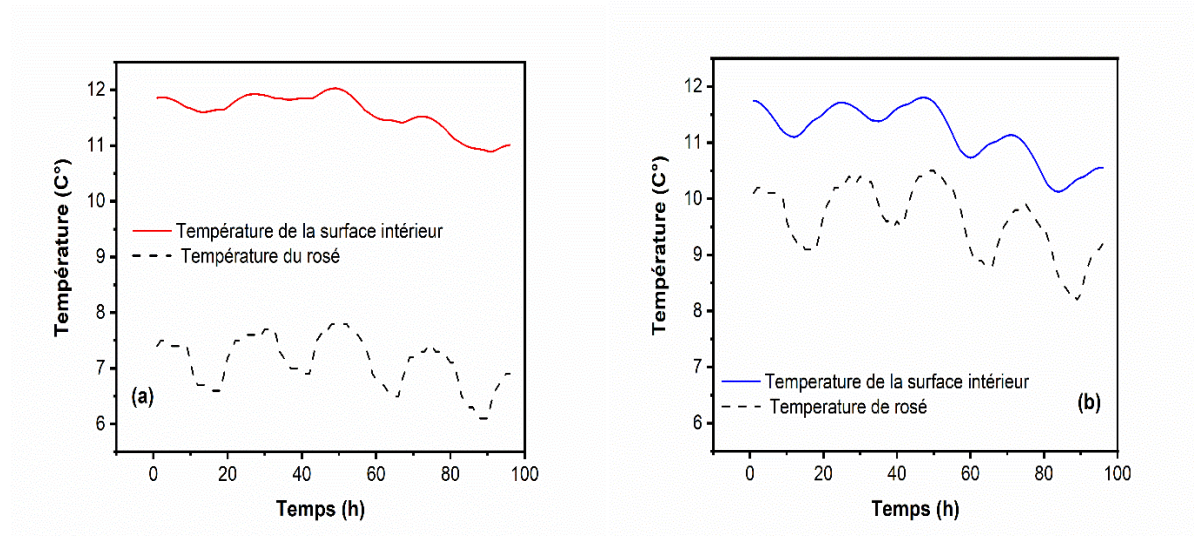 Température (C°)
12
11
10
9
8
7
6
Température de la surface intérieur
Température du rosé
(a)
0 20 40 60 80 100
Temps (h)
Température (C°)
12
11
10
9
8
7
6
Temperature de la surface intérieur
Temperature de rosé
(b)
0 20 40 60 80 100
Temps (h)